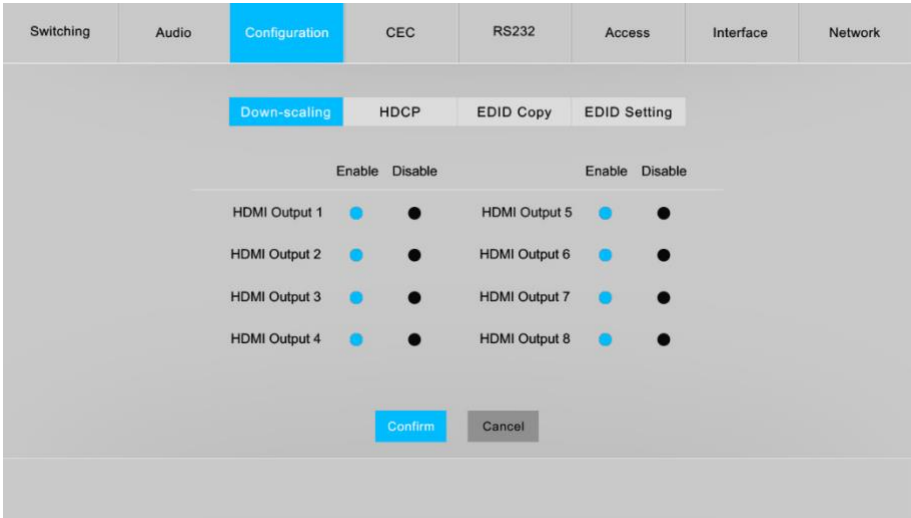 Switching Audio Configuration CEC RS232 Access Interface Network
Down-scaling HDCP EDID Copy EDID Setting
Enable Disable Enable Disable
HDMI Output 1 HDMI Output 5
HDMI Output 2 HDMI Output 6
HDMI Output 3 HDMI Output 7
HDMI Output 4 HDMI Output 8
Confirm Cancel